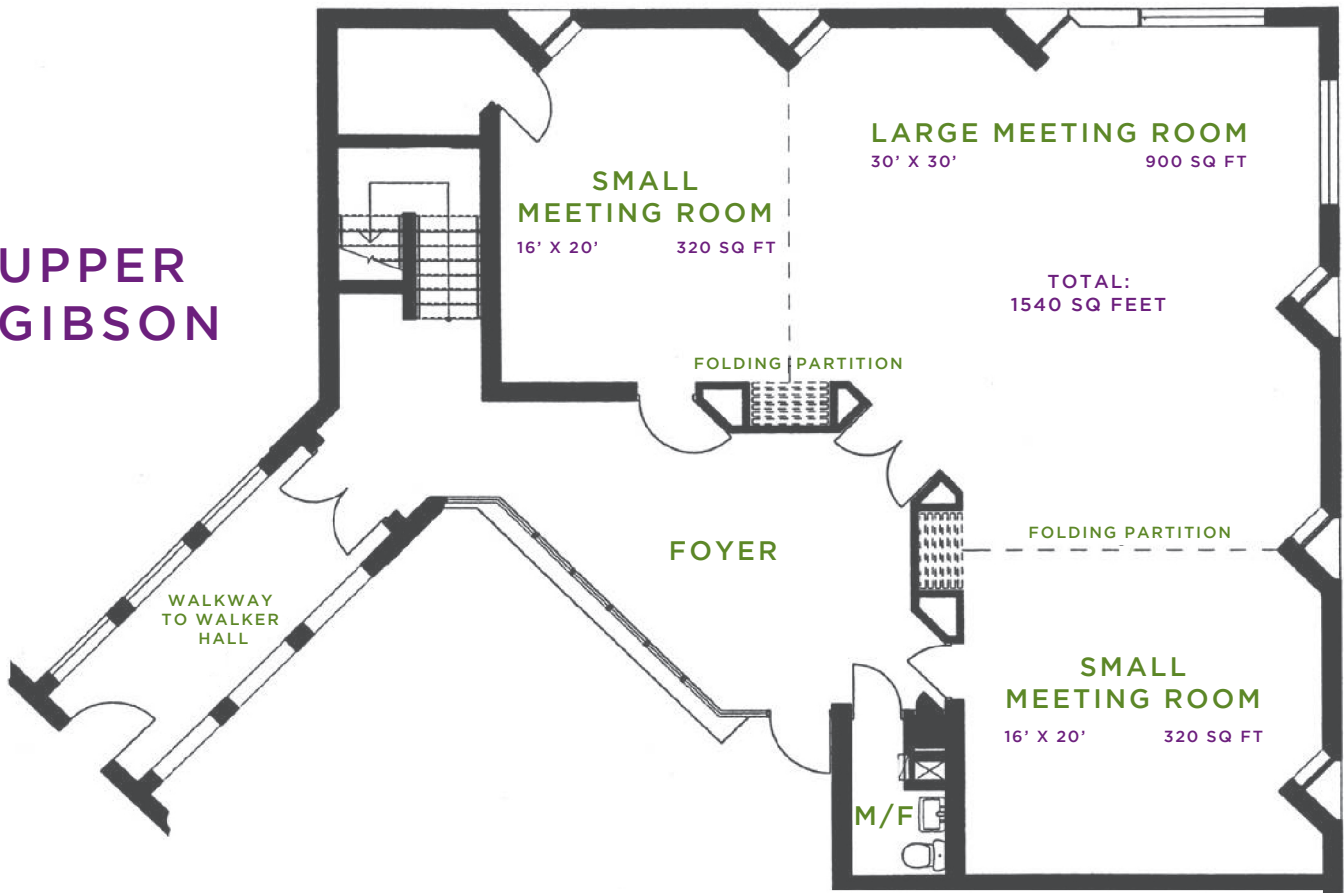 UPPER
GIBSON
LARGE MEETING ROOM
30’ X 30’ 900 SQ FT
SMALL
MEETING ROOM
16’ X 20’ 320 SQ FT
TOTAL:
1540 SQ FEET
FOLDING PARTITION
FOLDING PARTITION
FOYER
WALKWAY
TO WALKER
HALL
SMALL
MEETING ROOM
16’ X 20’ 320 SQ FT
M/F